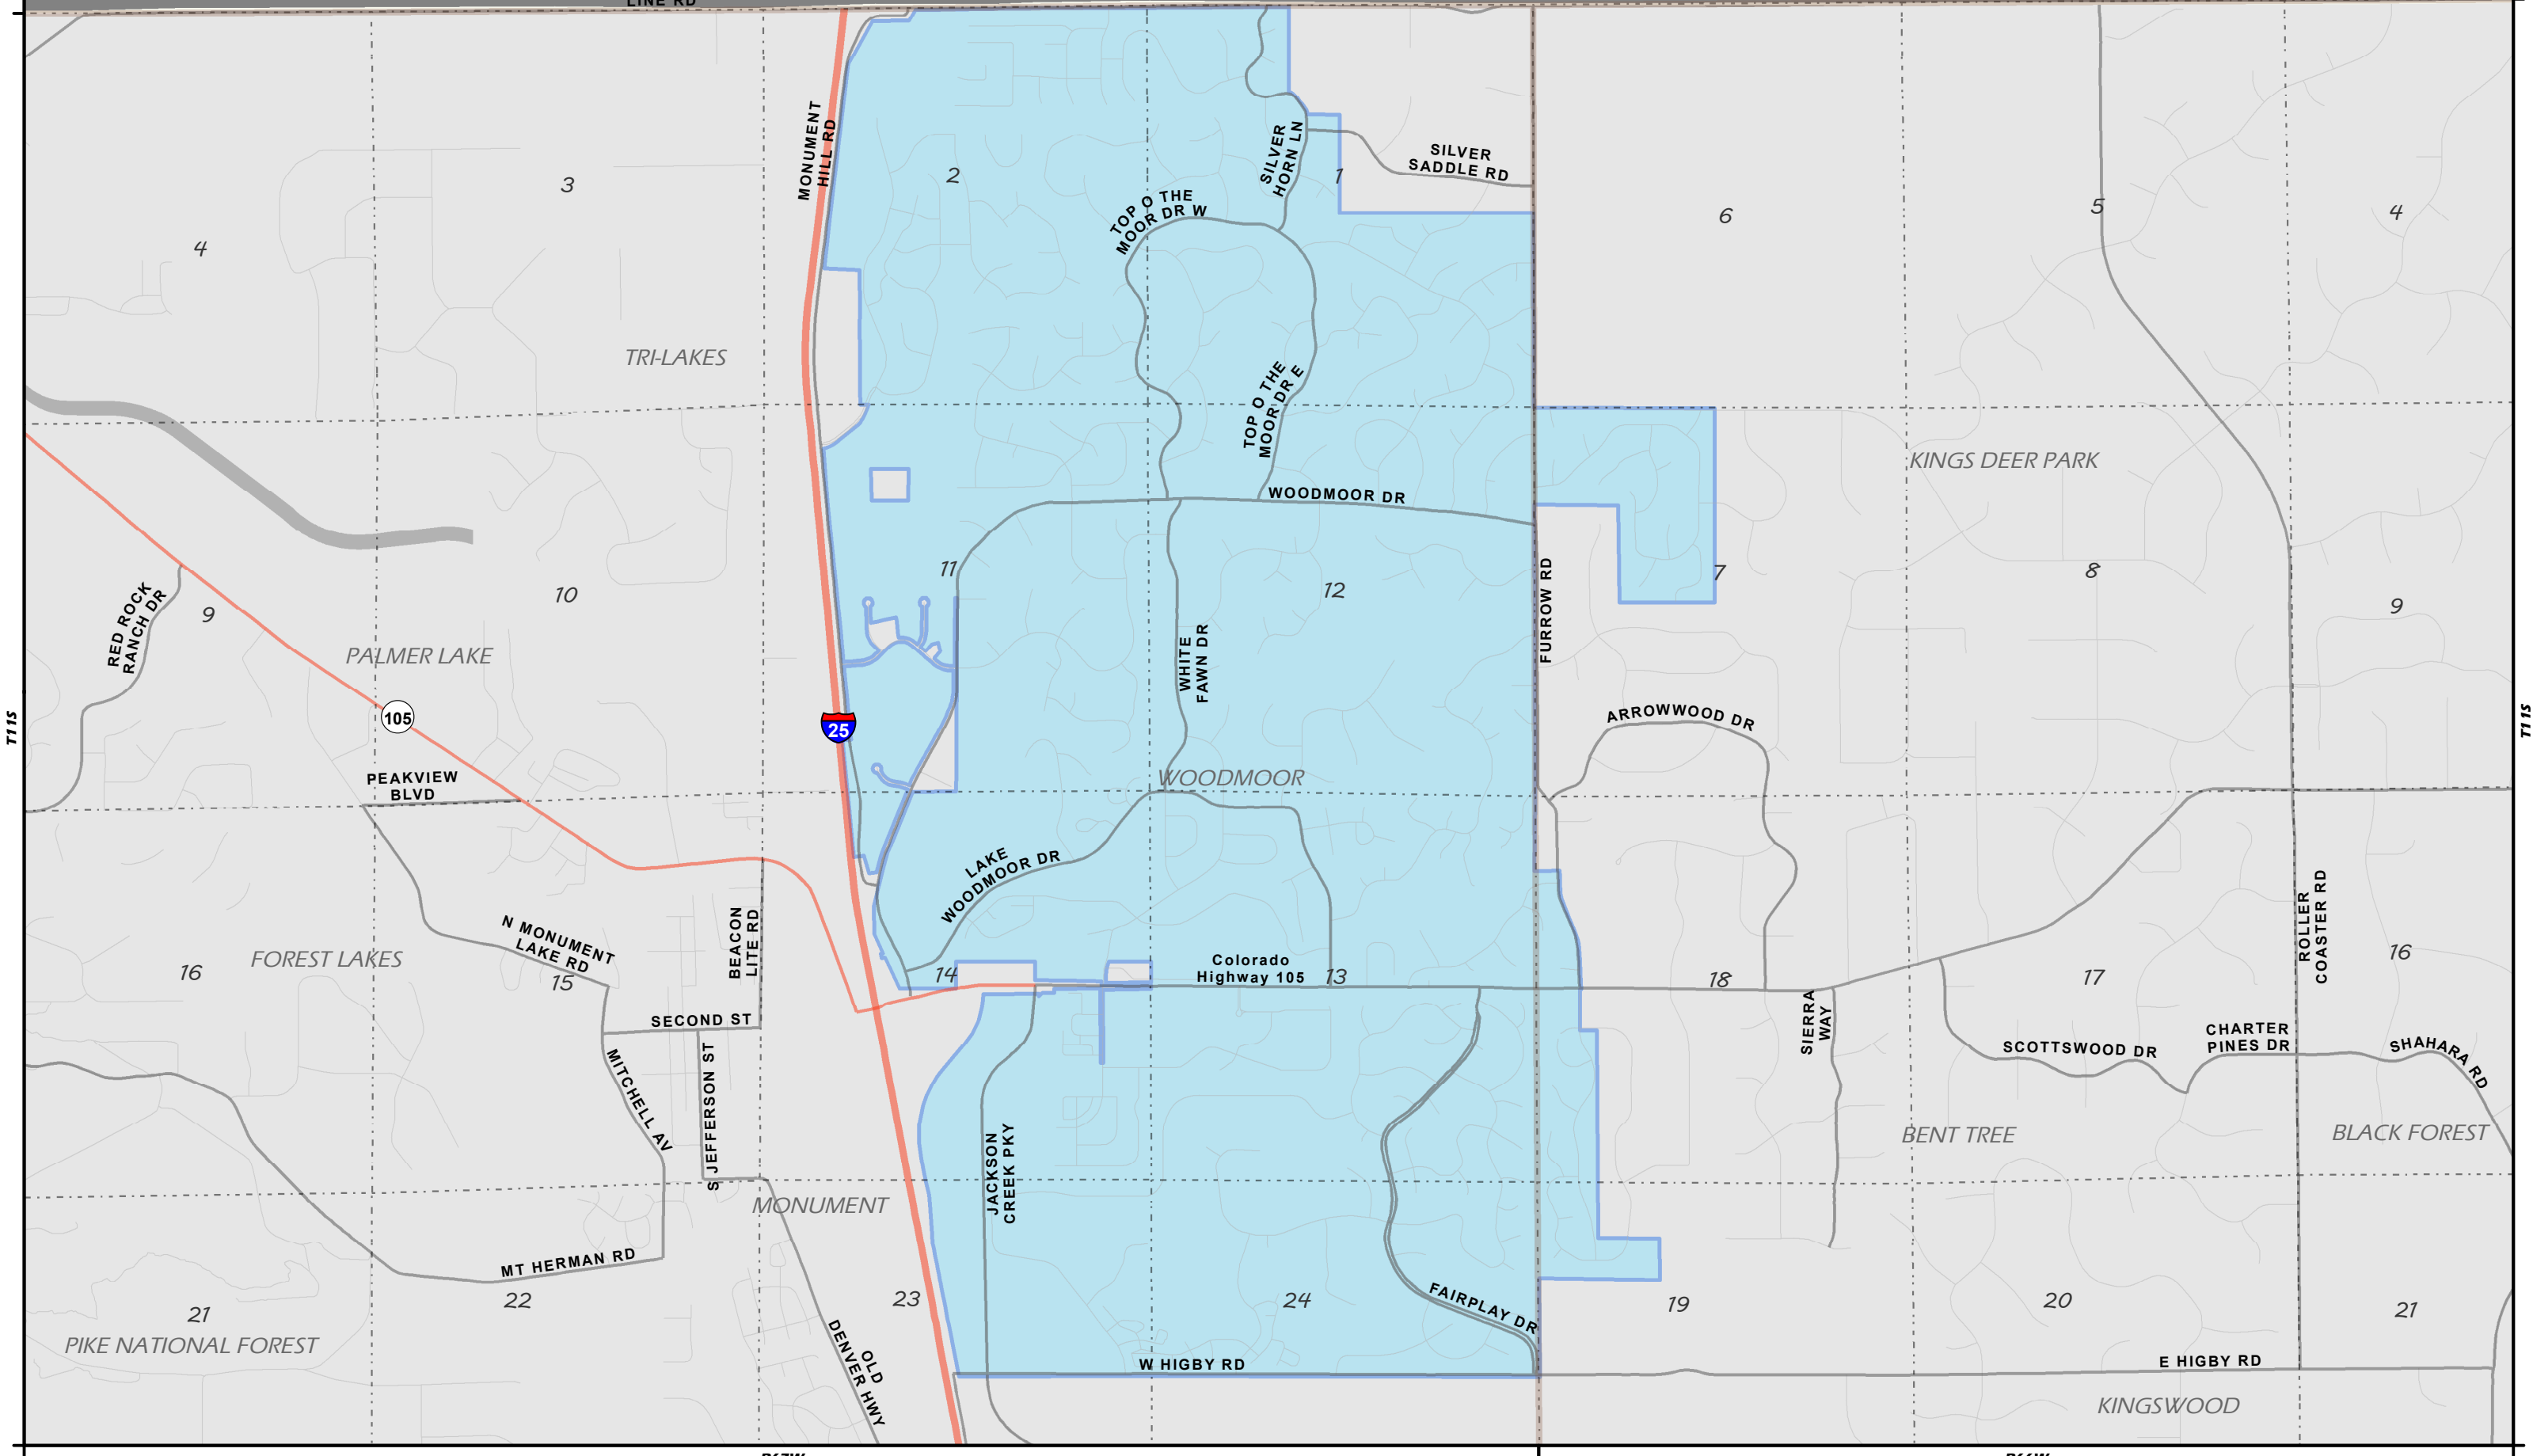 LINE RD
MONUMENT
HILL RD
SILVER
HORN LN
SILVER
SADDLE RD
2
1
3
4
6
5
4
TOP O THE
MOOR DR W
TRI-LAKES
TOP O THE
MOOR DR E
KINGS DEER PARK
WOODMOOR DR
11
12
10
9
7
8
9
RED ROCK
RANCH DR
PALMER LAKE
WHITE
FAWN DR
FURROW RD
T11S
105
25
ARROWWOOD DR
T11S
PEAKVIEW
BLVD
WOODMOOR
LAKE
WOODMOOR DR
N MONUMENT
LAKE RD
BEACON
LITE RD
FOREST LAKES
16
15
14
Colorado
Highway 105
13
18
17
ROLLER
COASTER RD
16
SECOND ST
SIERRA
WAY
SCOTTSWOOD DR
CHARTER
PINES DR
SHAHARA RD
MITCHELL AV
S JEFFERSON ST
JACKSON
CREEK PKY
BENT TREE
BLACK FOREST
MONUMENT
MT HERMAN RD
21
22
23
24
FAIRPLAY DR
19
20
21
PIKE NATIONAL FOREST
OLD
DENVER HWY
W HIGBY RD
E HIGBY RD
KINGSWOOD
R67W
R66W